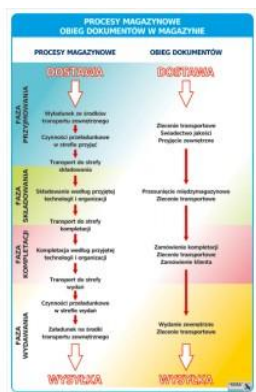 PROCESY MAGAZYNOWE
OBIEG DOKUMENTÓW W MAGAZYNIE
PROCESY MAGAZYNOWE
OBIEG DOKUMENTÓW
DOSTAWA
DOSTAWA
FAZA
PRZYJMOWANIA
Wyładunek ze środków
transportu zewnętrznego
Czynności przeładunkowe
w strefie przyjęć
Transport do strefy
składowania
Zlecenie transportowe
Świadectwo jakości
Przyjęcie zewnętrzne
FAZA
SKŁADOWANIA
Składowanie według przyjętej
technologii i organizacji
Transport do strefy
kompletacji
Przesunięcie międzymagazynowe
Zlecenie transportowe
FAZA
KOMPLETACJI
Kompletacja według przyjętej
technologii i organizacji
Transport do strefy
wydań
Zamówienia kompletacji
Zlecenie transportowe
Zamówienie klienta
FAZA
WYDAWANIA
Czynności przeładunkowe
w strefie wydań
Załadunek na środki
transportu zewnętrznego
Wydanie zewnętrzne
Zlecenie transportowe
WYSYŁKA
WYSYŁKA